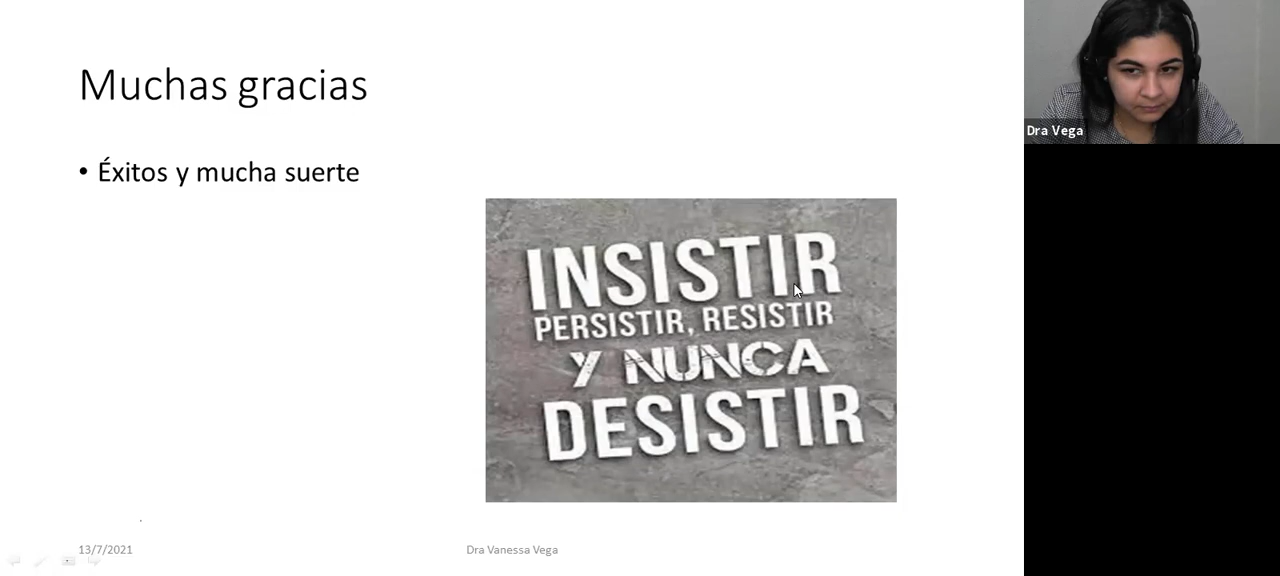 Muchas gracias
• Éxitos y mucha suerte
INSISTIR
PERSISTIR, RESISTIR
Y NUNCA
DESISTIR
13/7/2021
Dra Vanessa Vega
Dra Vega